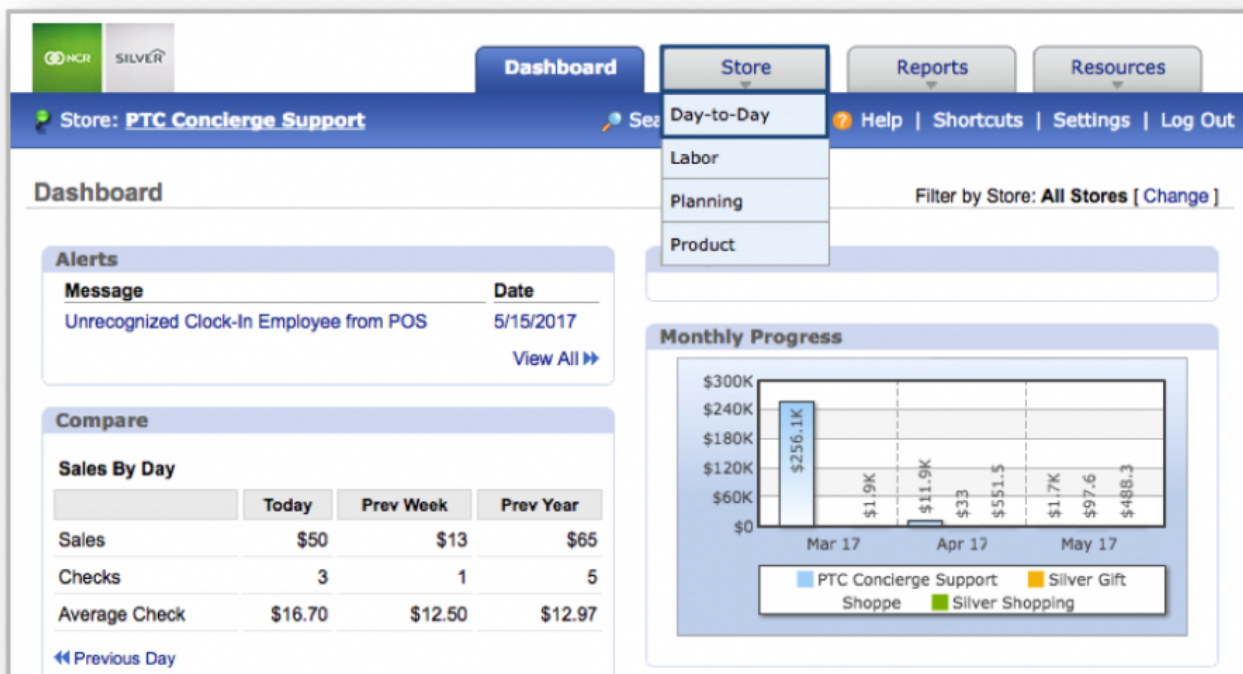 NCR SILVER
Dashboard Store Reports Resources
Store: PTC Concierge Support Sea Help | Shortcuts | Settings | Log Out
Day-to-Day
Labor
Planning
Product
Dashboard
Filter by Store: All Stores [ Change ]
Alerts
Message Date
Unrecognized Clock-In Employee from POS 5/15/2017
View All
Compare
Sales By Day
Today Prev Week Prev Year
Sales $50 $13 $65
Checks 3 1 5
Average Check $16.70 $12.50 $12.97
Previous Day
Monthly Progress
$300K
$240K
$180K
$120K
$60K
$0
$256.1K
$1.9K
$11.9K
$33
$551.5
$1.7K
$97.6
$488.3
Mar 17 Apr 17 May 17
PTC Concierge Support Silver Gift
Shoppe Silver Shopping